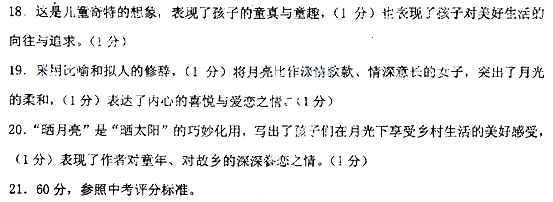 18. 这是儿童奇特的想象，表现了孩子的童真与童趣，（1 分）也表现了孩子对美好生活的
向往与追求。（1 分）
19. 采用比喻和拟人的修辞，（1 分）将月亮比作深情款款、情深意长的女子，突出了月光
的柔和，（1 分）表达了内心的喜悦与爱恋之情。（1 分）
20. “晒月亮”是“晒太阳”的巧妙化用，写出了孩子们在月光下享受乡村生活的美好感受，
（1 分）表现了作者对童年、对故乡的深深眷恋之情。（1 分）
21. 60 分，参照中考评分标准。